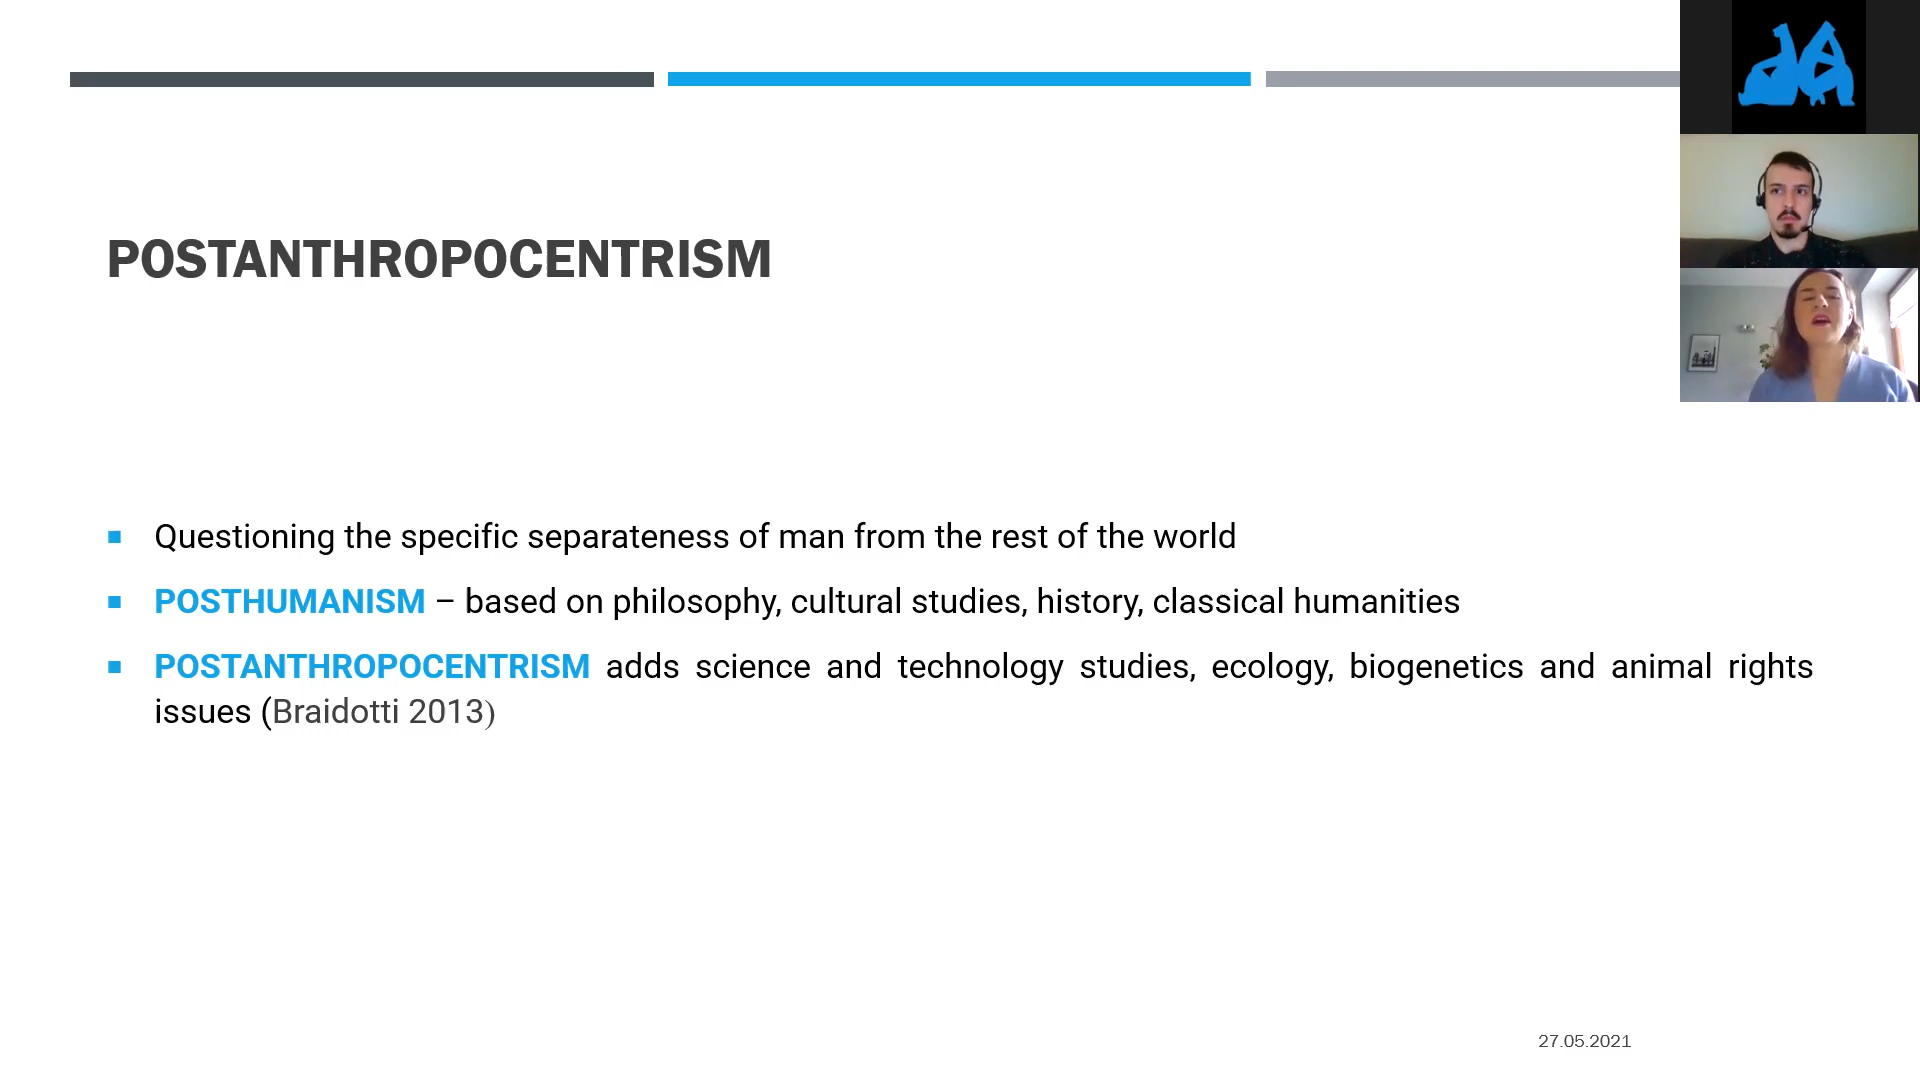 POSTANTHROPOCENTRISM
Questioning the specific separateness of man from the rest of the world
POSTHUMANISM – based on philosophy, cultural studies, history, classical humanities
POSTANTHROPOCENTRISM adds science and technology studies, ecology, biogenetics and animal rights
issues (Braidotti 2013)
27.05.2021